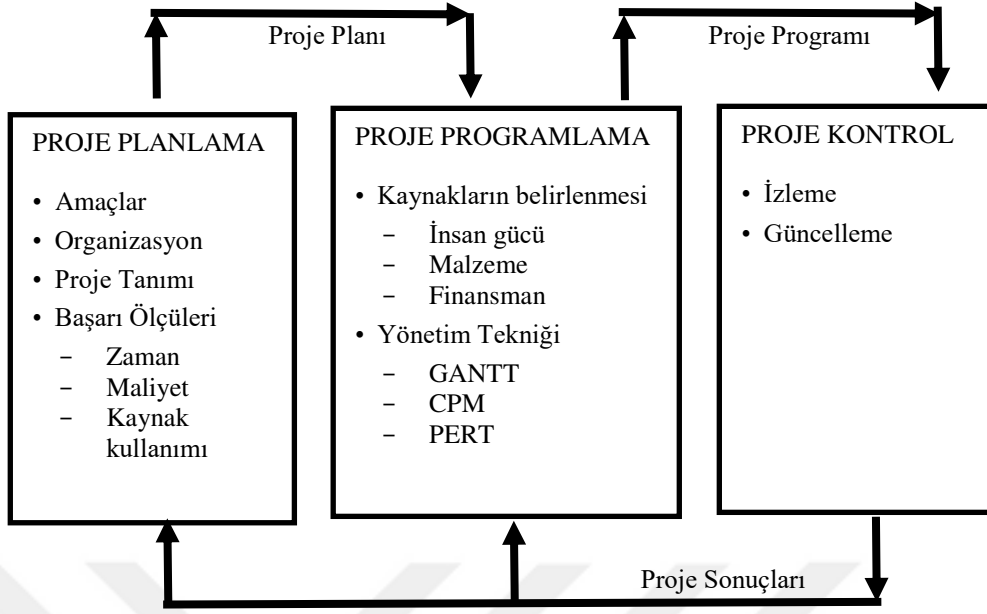 Proje Planı
Proje Programı
PROJE PLANLAMA
• Amaçlar
• Organizasyon
• Proje Tanımı
• Başarı Ölçüleri
– Zaman
– Maliyet
– Kaynak
kullanımı
PROJE PROGRAMLAMA
• Kaynakların belirlenmesi
– İnsan gücü
– Malzeme
– Finansman
• Yönetim Tekniği
– GANTT
– CPM
– PERT
PROJE KONTROL
• İzleme
• Güncelleme
Proje Sonuçları